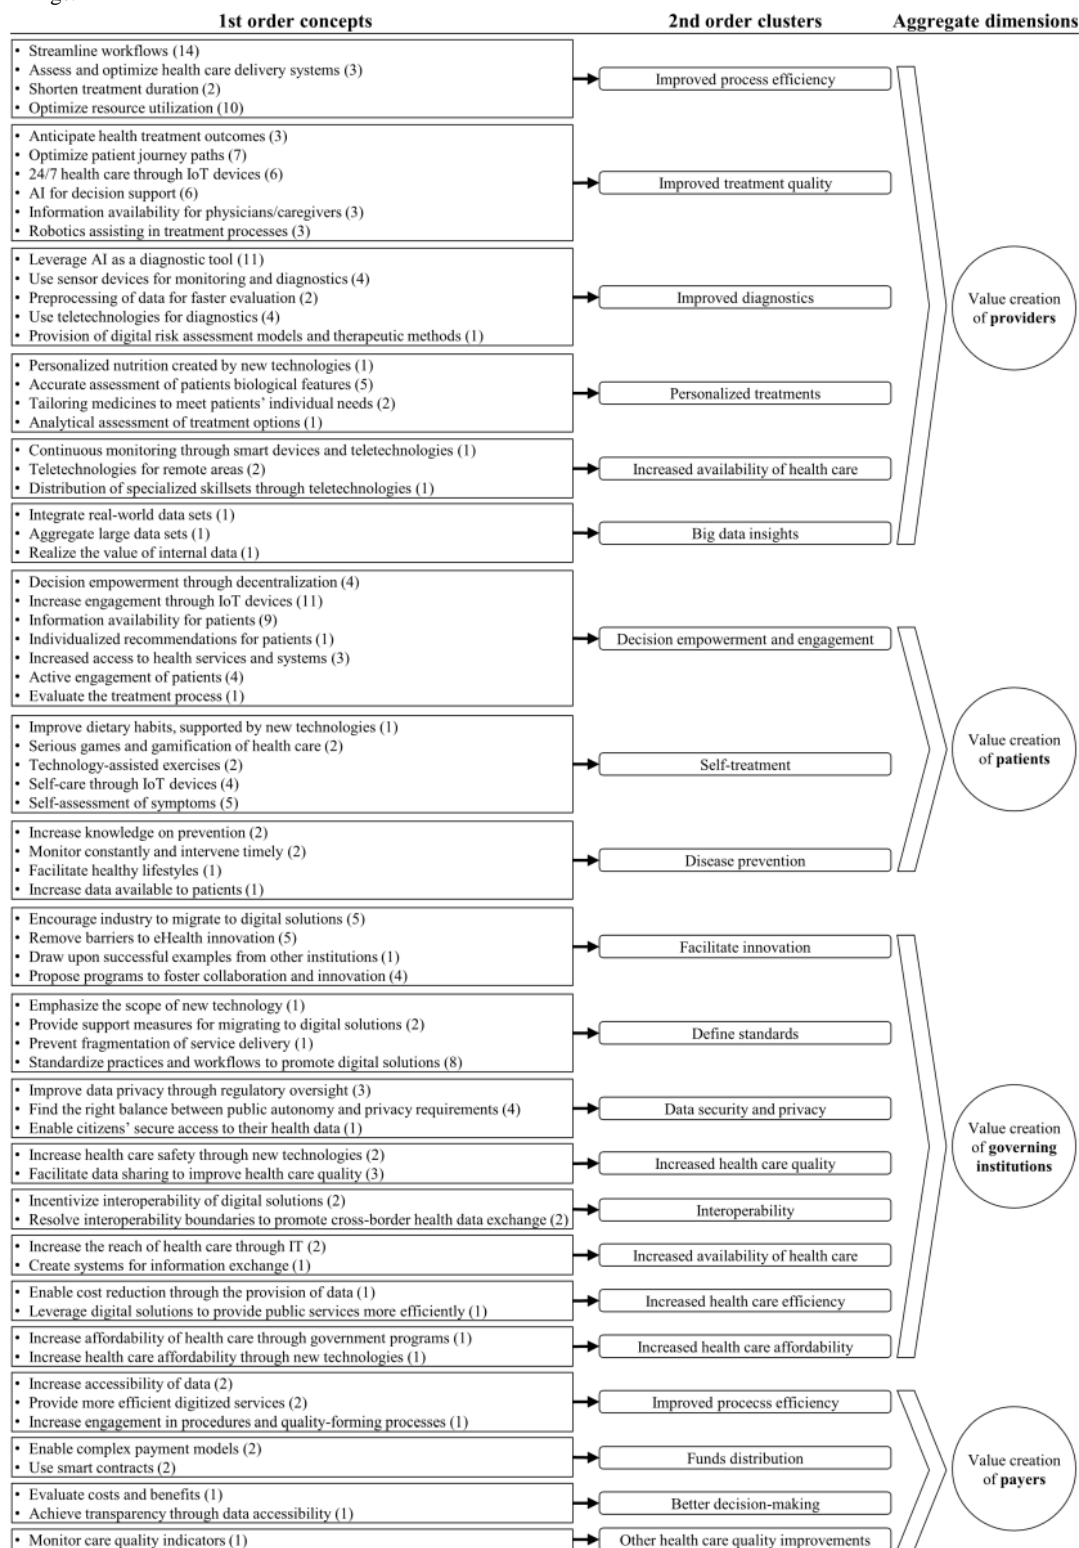 1st order concepts
2nd order clusters
Aggregate dimensions
• Streamline workflows (14)
• Assess and optimize health care delivery systems (3)
• Shorten treatment duration (2)
• Optimize resource utilization (10)
Improved process efficiency
• Anticipate health treatment outcomes (3)
• Optimize patient journey paths (7)
• 24/7 health care through IoT devices (6)
• AI for decision support (6)
• Information availability for physicians/caregivers (3)
• Robotics assisting in treatment processes (3)
Improved treatment quality
• Leverage AI as a diagnostic tool (11)
• Use sensor devices for monitoring and diagnostics (4)
• Preprocessing of data for faster evaluation (2)
• Use teletechnologies for diagnostics (4)
• Provision of digital risk assessment models and therapeutic methods (1)
Improved diagnostics
• Personalized nutrition created by new technologies (1)
• Accurate assessment of patients biological features (5)
• Tailoring medicines to meet patients' individual needs (2)
• Analytical assessment of treatment options (1)
Personalized treatments
• Continuous monitoring through smart devices and teletechnologies (1)
• Teletechnologies for remote areas (2)
• Distribution of specialized skillsets through teletechnologies (1)
Increased availability of health care
• Integrate real-world data sets (1)
• Aggregate large data sets (1)
• Realize the value of internal data (1)
Big data insights
Value creation
of providers
• Decision empowerment through decentralization (4)
• Increase engagement through IoT devices (11)
• Information availability for patients (9)
• Individualized recommendations for patients (1)
• Increased access to health services and systems (3)
• Active engagement of patients (4)
• Evaluate the treatment process (1)
Decision empowerment and engagement
• Improve dietary habits, supported by new technologies (1)
• Serious games and gamification of health care (2)
• Technology-assisted exercises (2)
• Self-care through IoT devices (4)
• Self-assessment of symptoms (5)
Self-treatment
• Increase knowledge on prevention (2)
• Monitor constantly and intervene timely (2)
• Facilitate healthy lifestyles (1)
• Increase data available to patients (1)
Disease prevention
Value creation
of patients
• Encourage industry to migrate to digital solutions (5)
• Remove barriers to eHealth innovation (5)
• Draw upon successful examples from other institutions (1)
• Propose programs to foster collaboration and innovation (4)
Facilitate innovation
• Emphasize the scope of new technology (1)
• Provide support measures for migrating to digital solutions (2)
• Prevent fragmentation of service delivery (1)
• Standardize practices and workflows to promote digital solutions (8)
Define standards
• Improve data privacy through regulatory oversight (3)
• Find the right balance between public autonomy and privacy requirements (4)
• Enable citizens' secure access to their health data (1)
Data security and privacy
• Increase health care safety through new technologies (2)
• Facilitate data sharing to improve health care quality (3)
Increased health care quality
• Incentivize interoperability of digital solutions (2)
• Resolve interoperability boundaries to promote cross-border health data exchange (2)
Interoperability
• Increase the reach of health care through IT (2)
• Create systems for information exchange (1)
Increased availability of health care
• Enable cost reduction through the provision of data (1)
• Leverage digital solutions to provide public services more efficiently (1)
Increased health care efficiency
• Increase affordability of health care through government programs (1)
• Increase health care affordability through new technologies (1)
Increased health care affordability
Value creation
of governing
institutions
• Increase accessibility of data (2)
• Provide more efficient digitized services (2)
• Increase engagement in procedures and quality-forming processes (1)
Improved procecss efficiency
• Enable complex payment models (2)
• Use smart contracts (2)
Funds distribution
• Evaluate costs and benefits (1)
• Achieve transparency through data accessibility (1)
Better decision-making
• Monitor care quality indicators (1)
Other health care quality improvements
Value creation
of payers